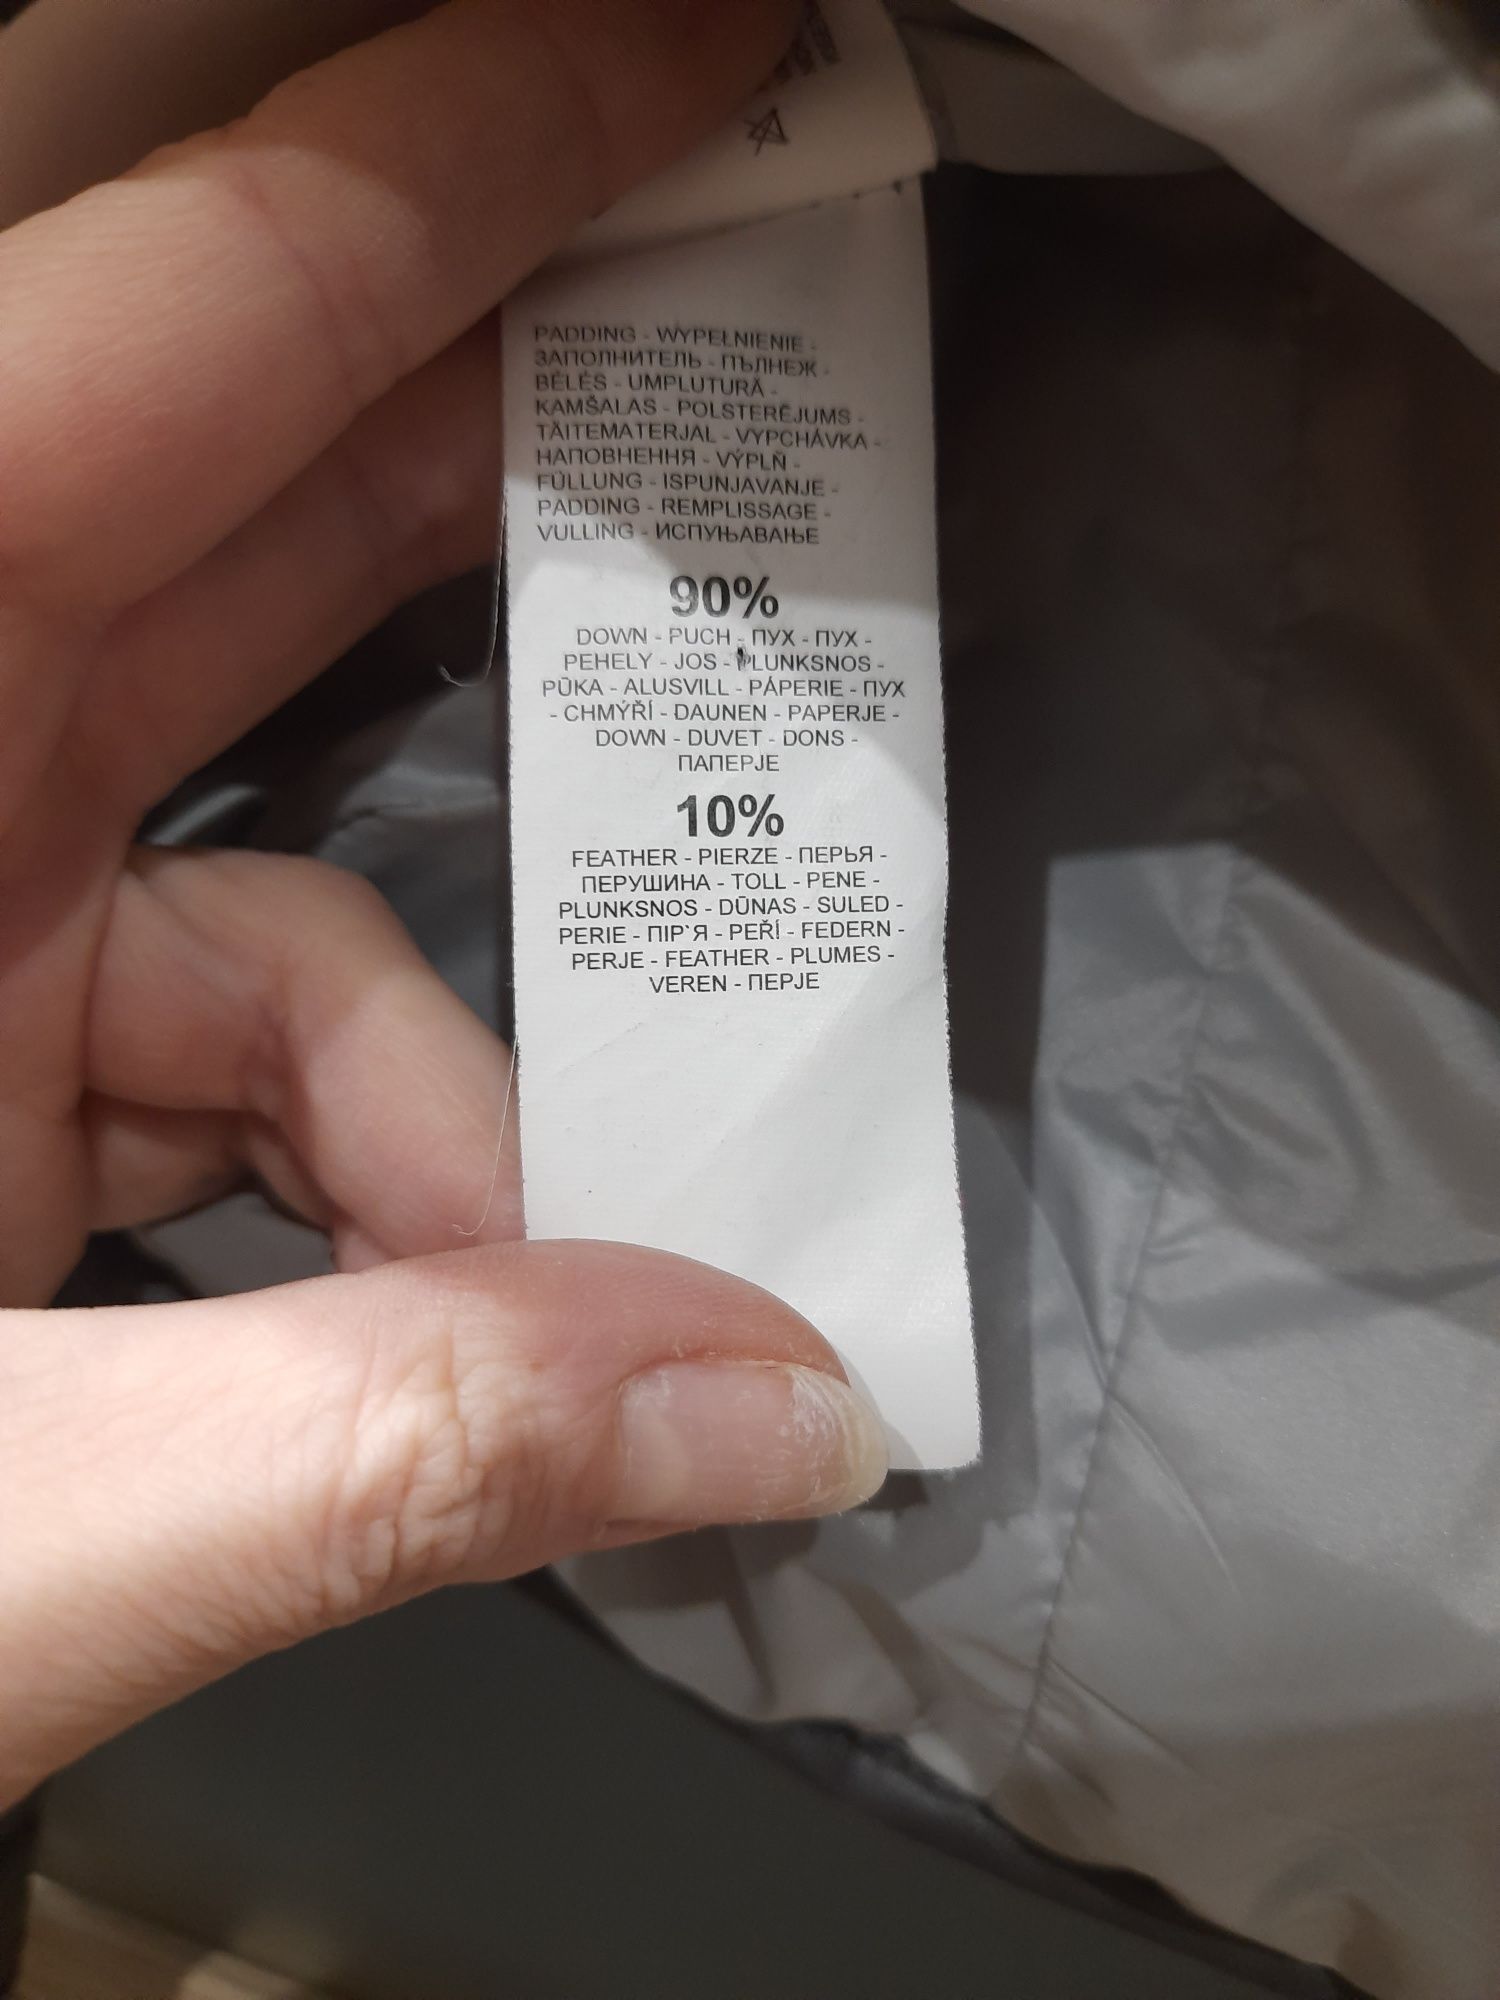 PADDING - WYPEŁNIENIE -
ЗАПОЛНИТЕЛЬ - ПЪЛНЕЖ -
BÉLÉS - UMPLUTURĂ -
KAMŠALAS - POLSTERĒJUMS -
TÄITEMATERJAL - VÝPCHÁVKA -
НАПОВНЕННЯ - VÝPLŇ -
FÜLLUNG - ISPUNJAVANJE -
PADDING - REMPLISSAGE -
VULLING - ИСПУЊАВАЊЕ
90%
DOWN - PUCH - ПУХ - ПУХ -
PEHELY - JOS - PLUNKSNOS -
PŪKA - ALUSVILL - PÁPERIE - ПУХ
- CHMÝŘÍ - DAUNEN - PAPERJE -
DOWN - DUVET - DONS -
ПАПЕРЈЕ
10%
FEATHER - PIERZE - ПЕРЬЯ -
ПЕРУШИНА - TOLL - PENE -
PLUNKSNOS - DŪNAS - SULED -
PERIE - ПІР`Я - PEŘÍ - FEDERN -
PERJE - FEATHER - PLUMES -
VEREN - ПЕРЈЕ